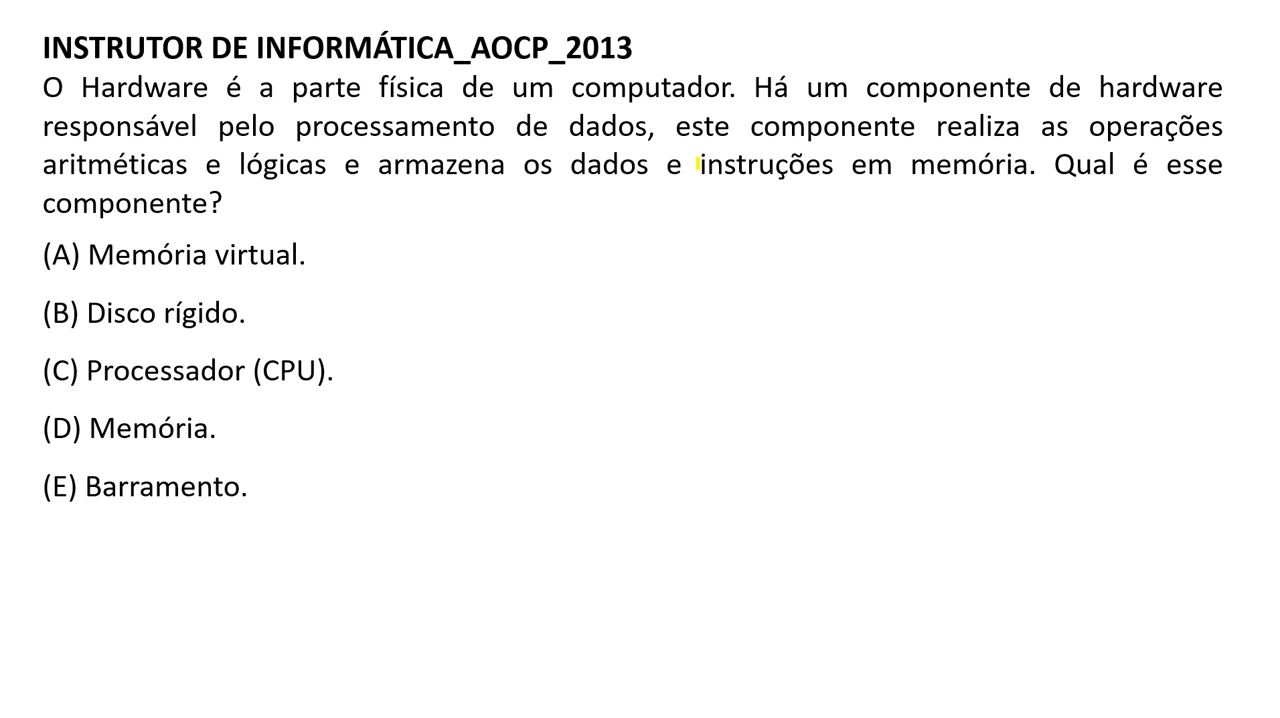 INSTRUTOR DE INFORMÁTICA_AOCP_2013
O Hardware é a parte física de um computador. Há um componente de hardware
responsável pelo processamento de dados, este componente realiza as operações
aritméticas e lógicas e armazena os dados e instruções em memória. Qual é esse
componente?
(A) Memória virtual.
(B) Disco rígido.
(C) Processador (CPU).
(D) Memória.
(E) Barramento.